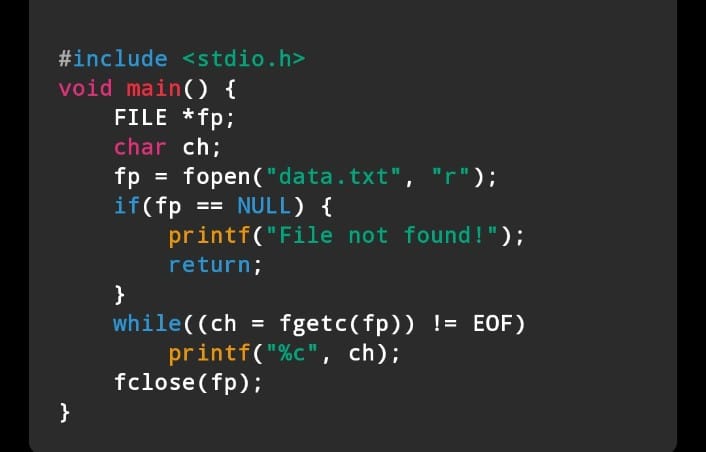 #include <stdio.h>
void main() {
    FILE *fp;
    char ch;
    fp = fopen("data.txt", "r");
    if(fp == NULL) {
        printf("File not found!");
        return;
    }
    while((ch = fgetc(fp)) != EOF)
        printf("%c", ch);
    fclose(fp);
}